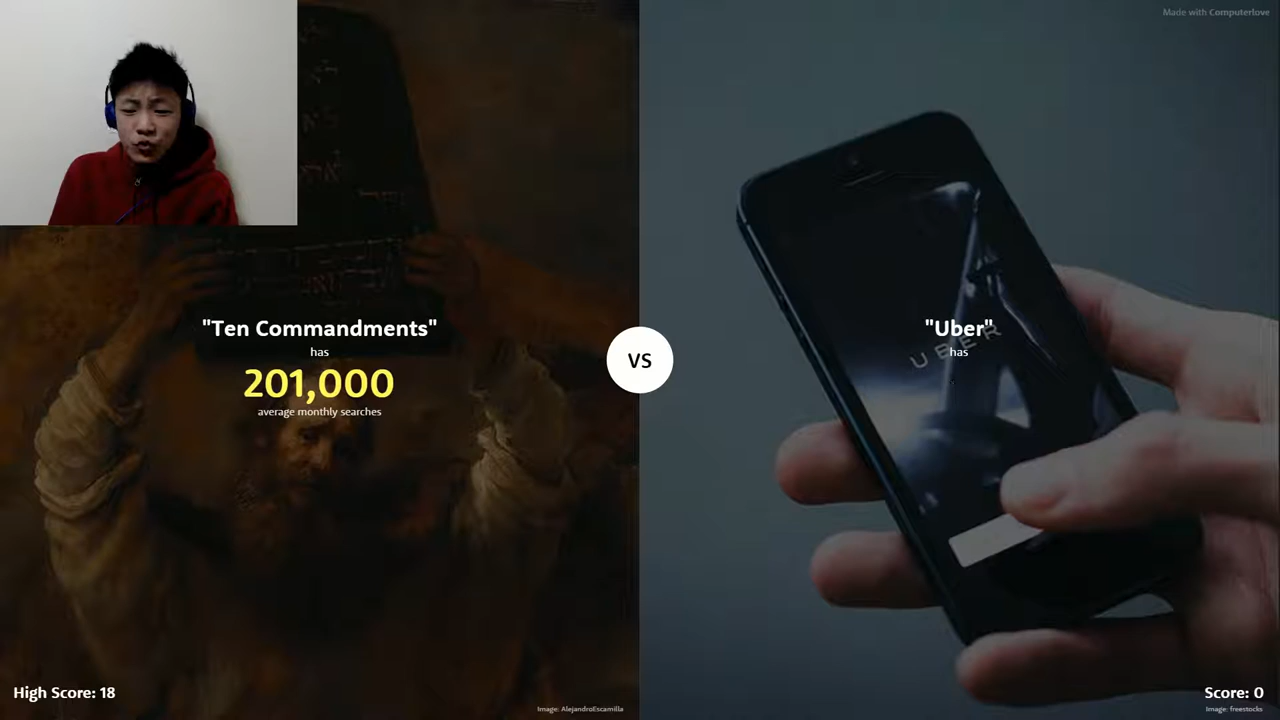 Made with Computerlove
"Ten Commandments"
has
201,000
average monthly searches
VS
"Uber"
has
UBER
High Score: 18
Score: 0
Image: AlejandroEscamilla
Image: freestocks